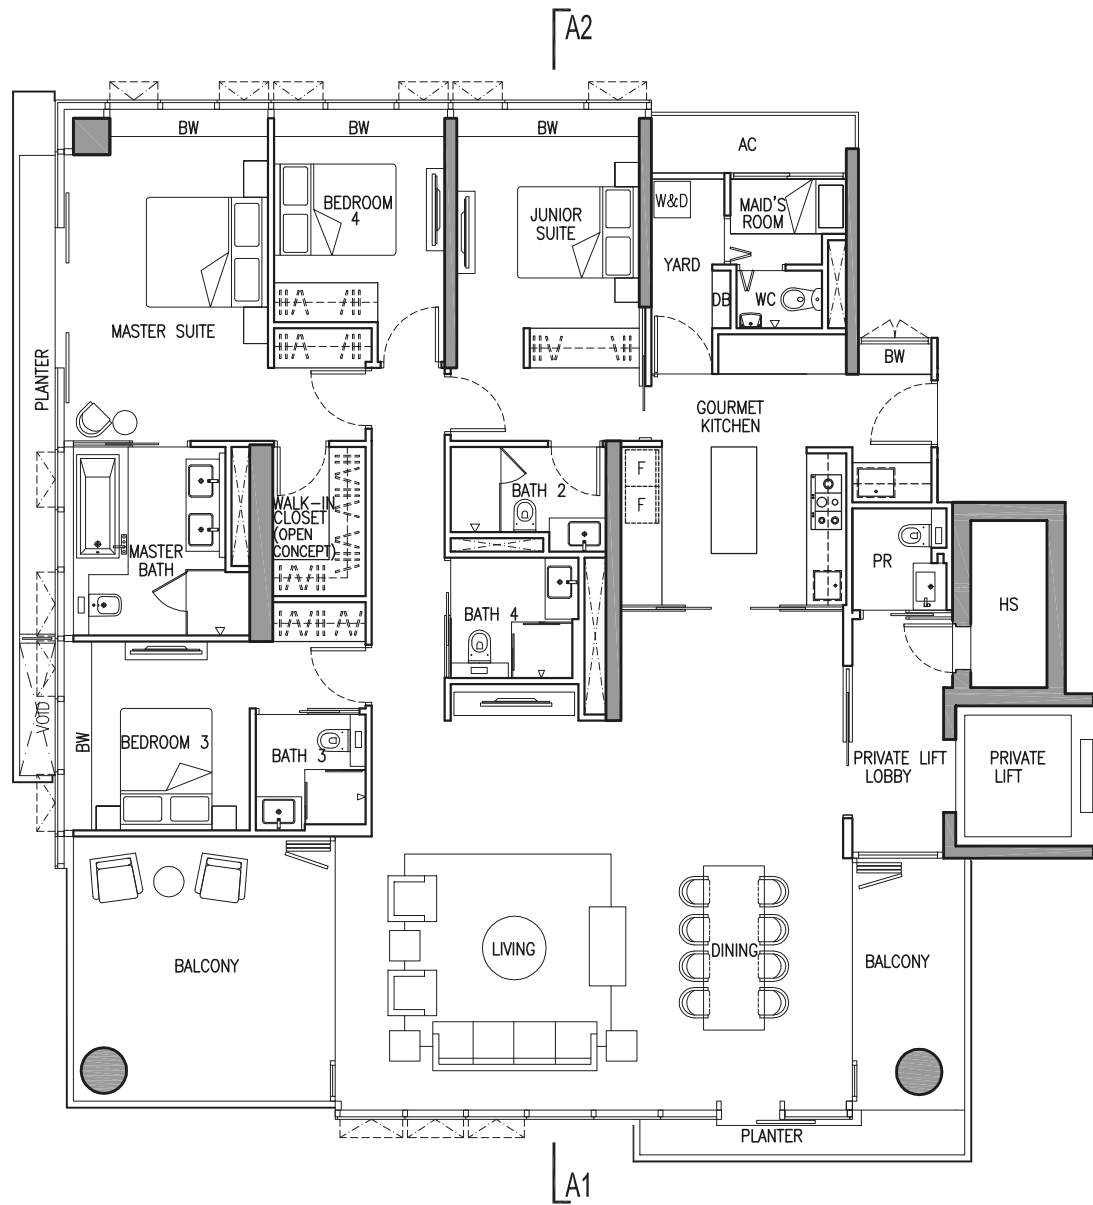 A2
BW
BW
BW
AC
BEDROOM
4
JUNIOR
SUITE
W&D
MAID'S
ROOM
YARD
DB
WC
MASTER SUITE
PLANTER
BW
GOURMET
KITCHEN
F
F
BATH 2
WALK-IN
CLOSET
(OPEN
CONCEPT)
MASTER
BATH
PR
HS
BATH 4
VOID
BW
BEDROOM 3
BATH 3
PRIVATE LIFT
LOBBY
PRIVATE
LIFT
LIVING
DINING
BALCONY
BALCONY
PLANTER
A1